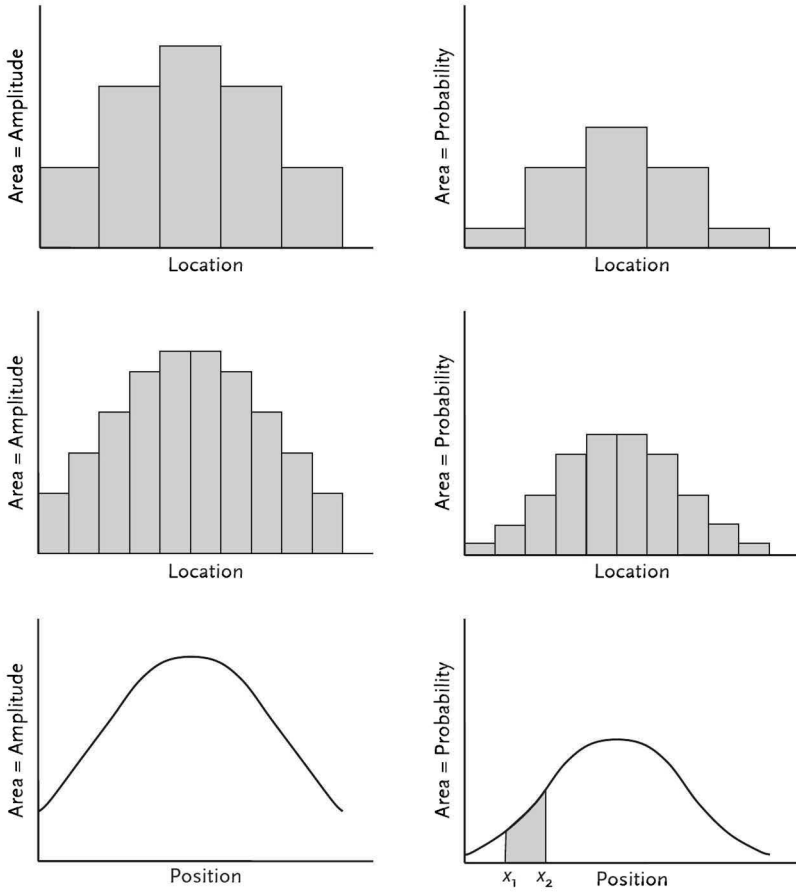 Area = Amplitude
Location
Area = Probability
Location
Area = Amplitude
Location
Area = Probability
Location
Area = Amplitude
Position
Area = Probability
x₁ x₂ Position